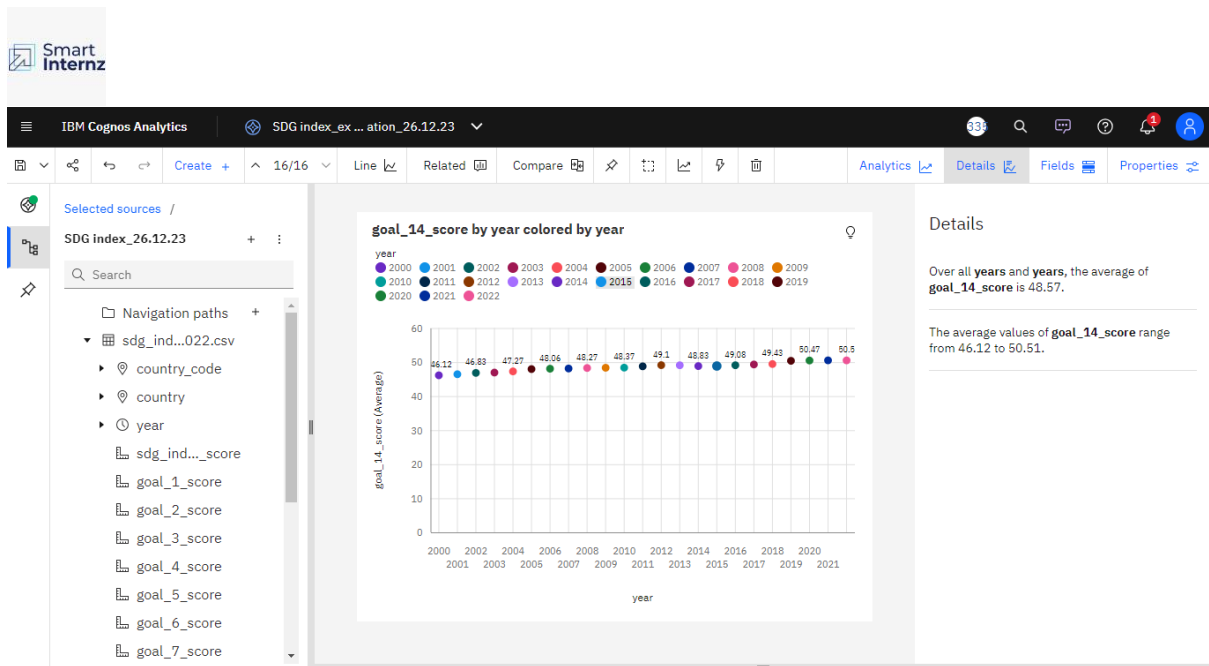 Smart
Internz
IBM Cognos Analytics
SDG index_ex ... ation_26.12.23
335
1
Create +
16/16
Line
Related
Compare
Analytics
Details
Fields
Properties
Selected sources /
SDG index_26.12.23
Search
Navigation paths +
sdg_ind...022.csv
country_code
country
year
sdg_ind..._score
goal_1_score
goal_2_score
goal_3_score
goal_4_score
goal_5_score
goal_6_score
goal_7_score
goal_14_score by year colored by year
year
2000 2001 2002 2003 2004 2005 2006 2007 2008 2009
2010 2011 2012 2013 2014 2015 2016 2017 2018 2019
2020 2021 2022
goal_14_score (Average)
60
50
40
30
20
10
0
46.12 46.83 47.27 48.06 48.27 48.37 49.1 48.83 49.08 49.43 50.47 50.5
2000 2002 2004 2006 2008 2010 2012 2014 2016 2018 2020
2001 2003 2005 2007 2009 2011 2013 2015 2017 2019 2021
year
Details
Over all years and years, the average of
goal_14_score is 48.57.
The average values of goal_14_score range
from 46.12 to 50.51.